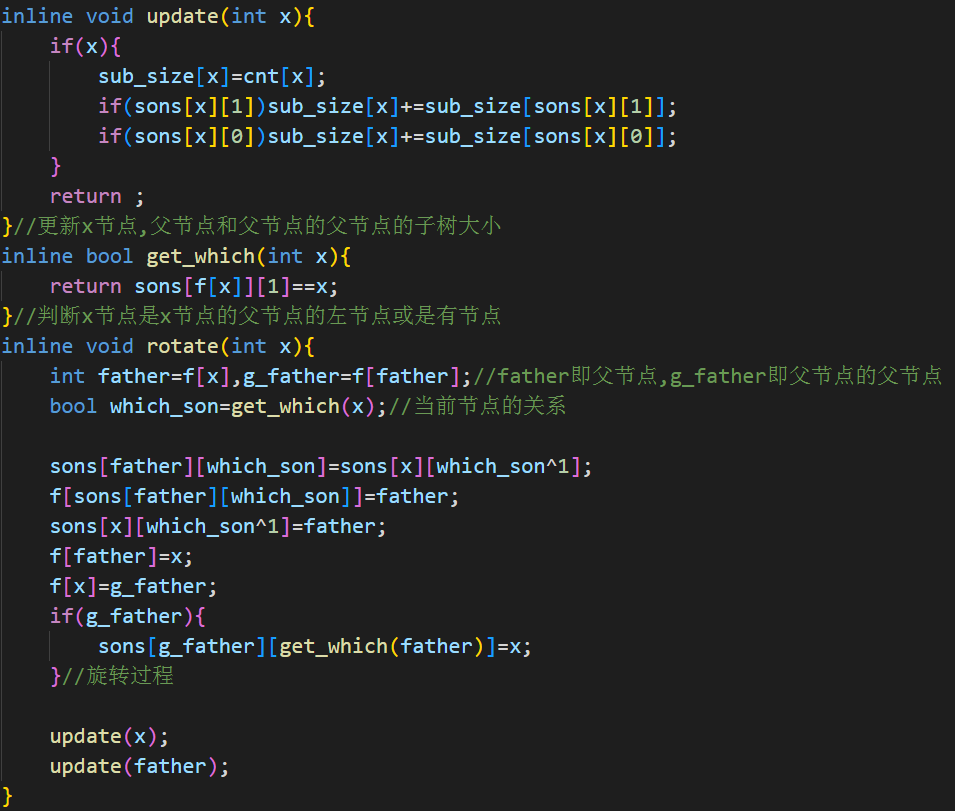 inline void update(int x){
    if(x){
        sub_size[x]=cnt[x];
        if(sons[x][1])sub_size[x]+=sub_size[sons[x][1]];
        if(sons[x][0])sub_size[x]+=sub_size[sons[x][0]];
    }
    return ;
}//更新x节点,父节点和父节点的父节点的子树大小
inline bool get_which(int x){
    return sons[f[x]][1]==x;
}//判断x节点是x节点的父节点的左节点或是有节点
inline void rotate(int x){
    int father=f[x],g_father=f[father];//father即父节点,g_father即父节点的父节点
    bool which_son=get_which(x);//当前节点的关系

    sons[father][which_son]=sons[x][which_son^1];
    f[sons[father][which_son]]=father;
    sons[x][which_son^1]=father;
    f[father]=x;
    f[x]=g_father;
    if(g_father){
        sons[g_father][get_which(father)]=x;
    }//旋转过程

    update(x);
    update(father);
}